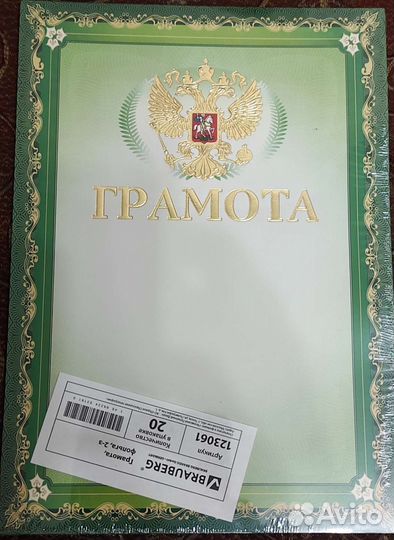 ГРАМОТА
BRAUBERG®
Грамота,
фольга, 2-з
Артикул
123061
Количество
в упаковке
20
Avito